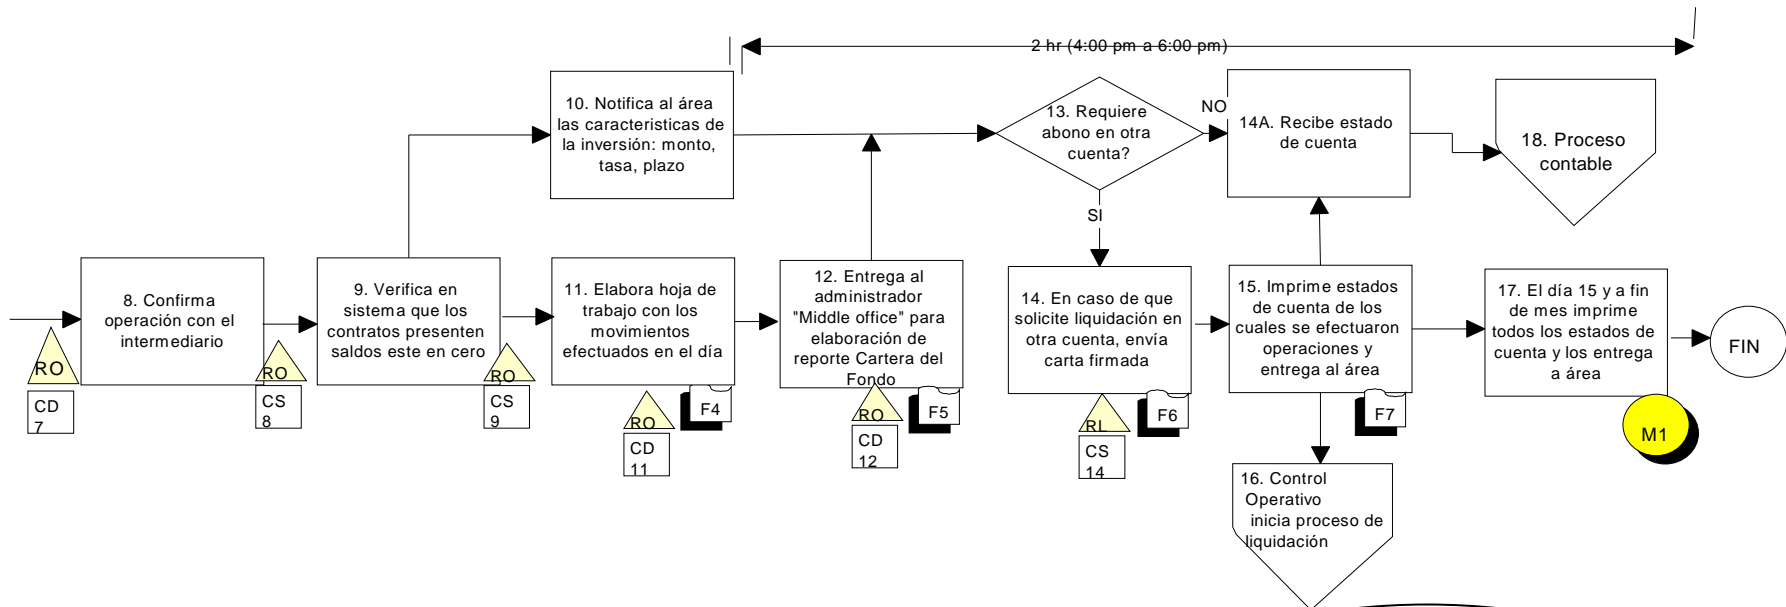 2 hr (4:00 pm a 6:00 pm)
10. Notifica al área
las caracteristicas de
la inversión: monto,
tasa, plazo
13. Requiere
abono en otra
cuenta?
NO
14A. Recibe estado
de cuenta
18. Proceso
contable
SI
8. Confirma
operación con el
intermediario
9. Verifica en
sistema que los
contratos presenten
saldos este en cero
11. Elabora hoja de
trabajo con los
movimientos
efectuados en el día
12. Entrega al
administrador
"Middle office" para
elaboración de
reporte Cartera del
Fondo
14. En caso de que
solicite liquidación en
otra cuenta, envía
carta firmada
15. Imprime estados
de cuenta de los
cuales se efectuaron
operaciones y
entrega al área
17. El día 15 y a fin
de mes imprime
todos los estados de
cuenta y los entrega
a área
FIN
RO
CD
7
RO
CS
8
RO
CS
9
RO
CD
11
F4
RO
CD
12
F5
RL
CS
14
F6
F7
M1
16. Control
Operativo
inicia proceso de
liquidación